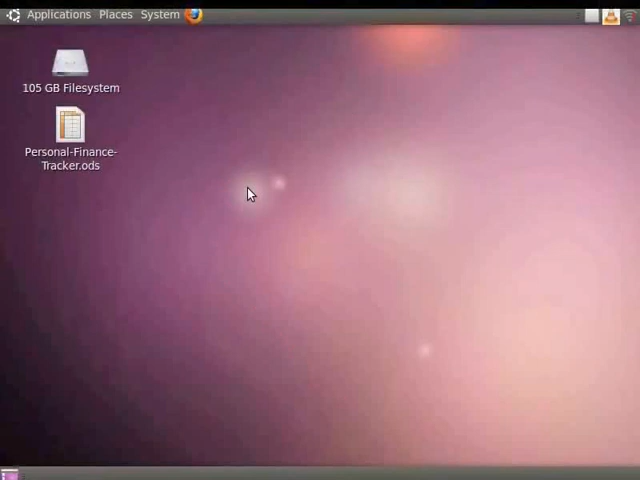 Applications Places System
105 GB Filesystem
Personal-Finance-
Tracker.ods